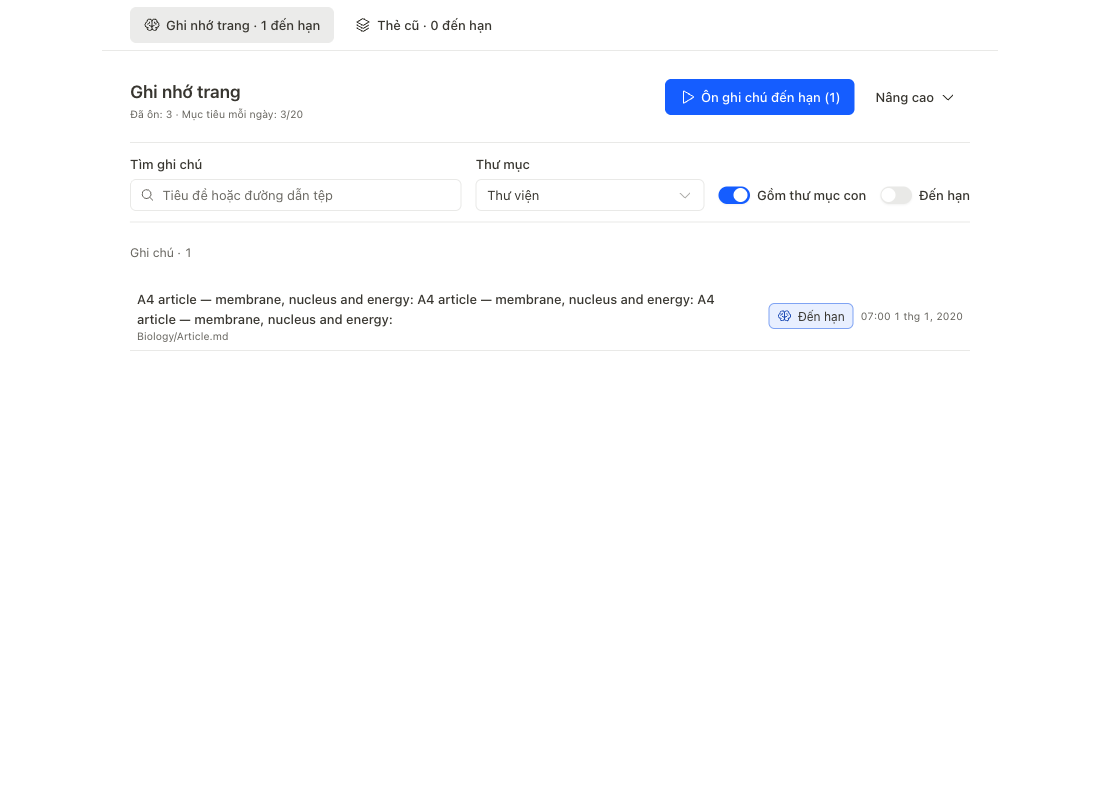 Ghi nhớ trang · 1 đến hạn
Thẻ cũ · 0 đến hạn
Ghi nhớ trang
Đã ôn: 3 · Mục tiêu mỗi ngày: 3/20
Ôn ghi chú đến hạn (1)
Nâng cao
Tìm ghi chú
Thư mục
Tiêu đề hoặc đường dẫn tệp
Thư viện
Gồm thư mục con
Đến hạn
Ghi chú · 1
A4 article — membrane, nucleus and energy: A4 article — membrane, nucleus and energy: A4
article — membrane, nucleus and energy:
Biology/Article.md
Đến hạn
07:00 1 thg 1, 2020